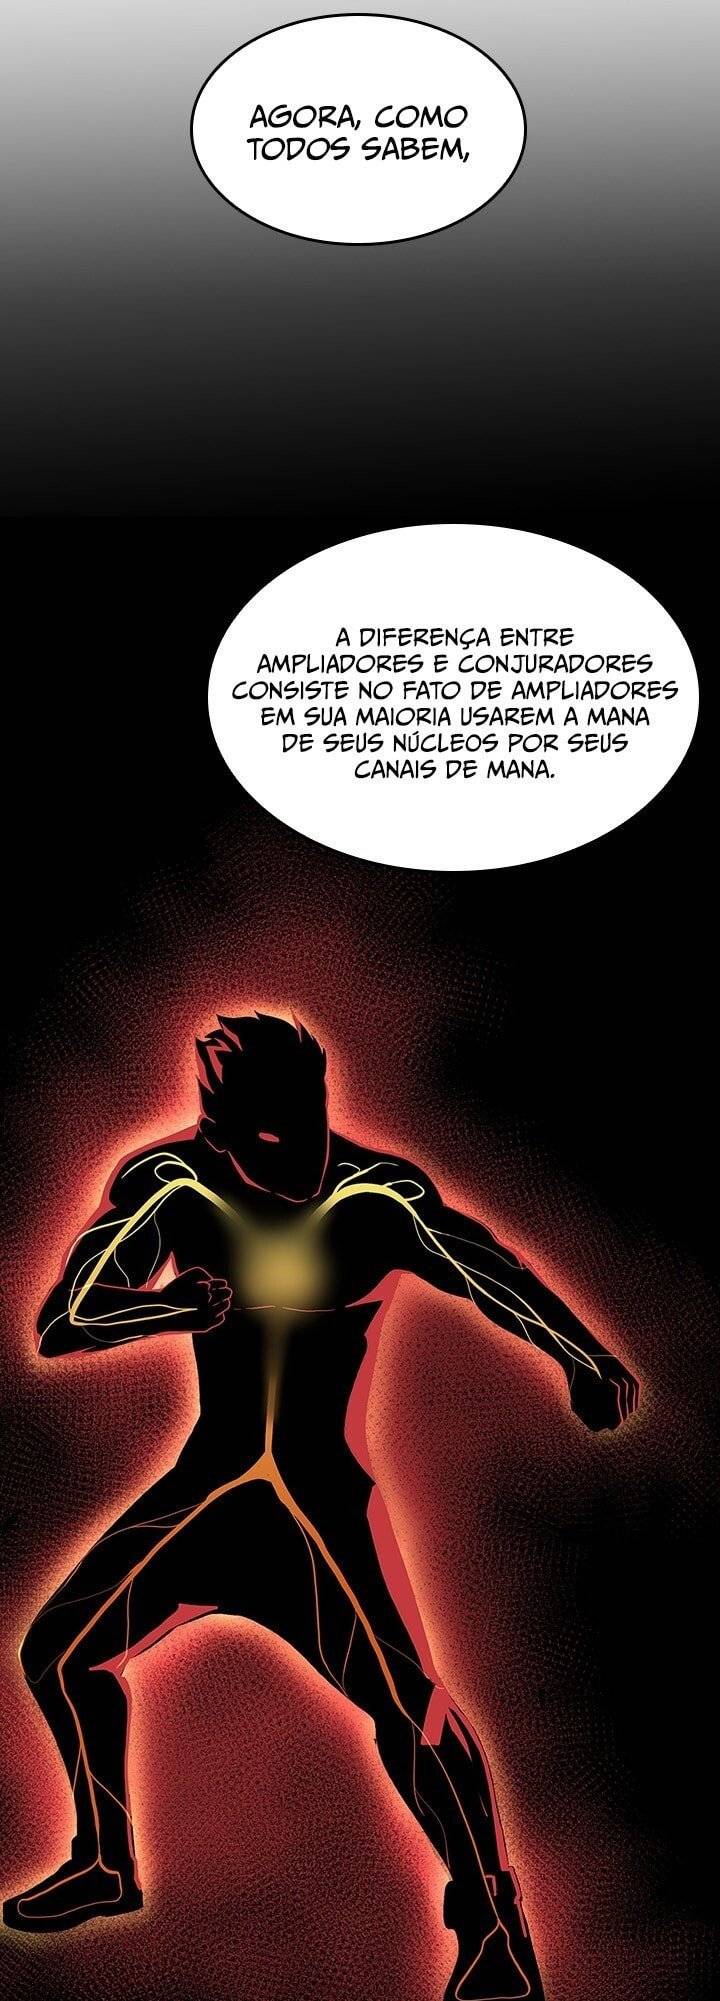 AGORA, COMO
TODOS SABEM,
A DIFERENÇA ENTRE
AMPLIADORES E CONJURADORES
CONSISTE NO FATO DE AMPLIADORES
EM SUA MAIORIA USAREM A MANA
DE SEUS NÚCLEOS POR SEUS
CANAIS DE MANA.